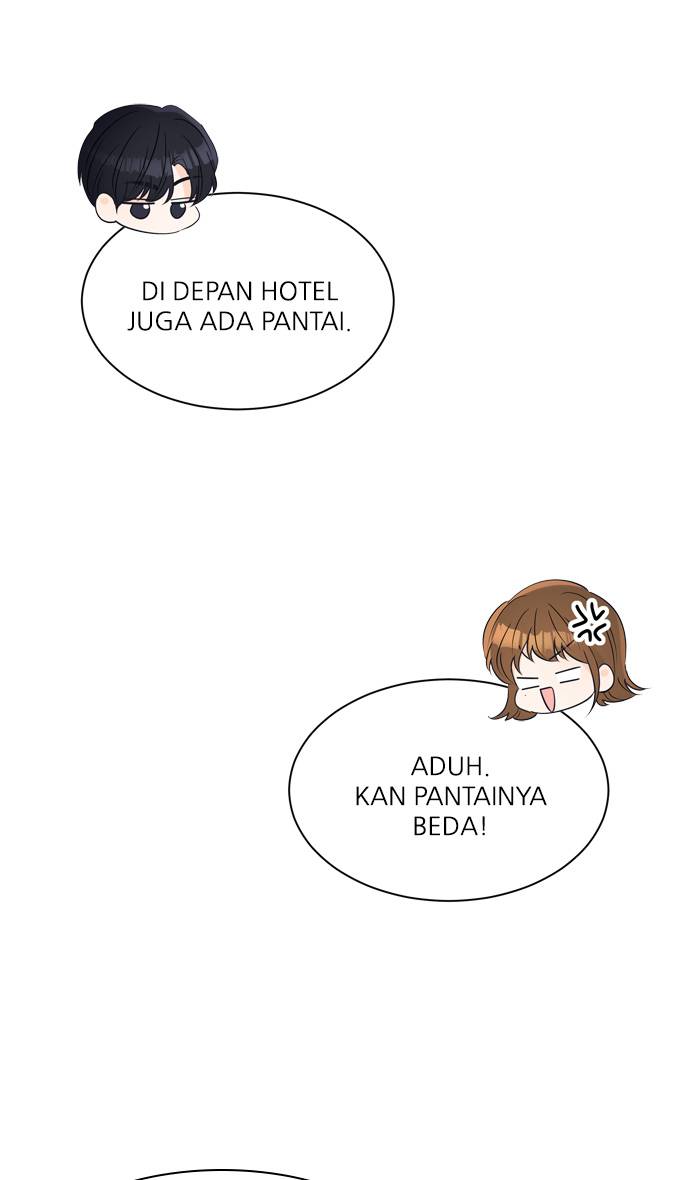 DI DEPAN HOTEL
JUGA ADA PANTAI.
ADUH.
KAN PANTAINYA
BEDA!